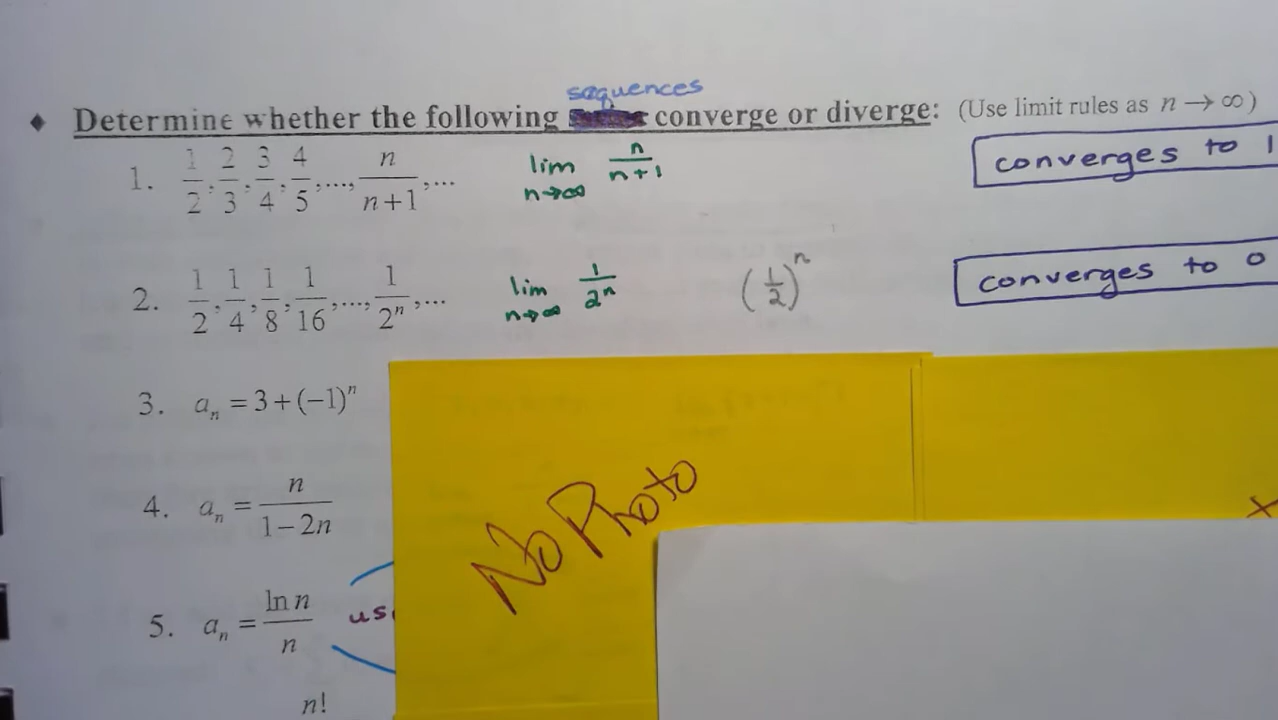 sequences
♦ Determine whether the following converge or diverge: (Use limit rules as n → ∞)
1. 1/2, 2/3, 3/4, 4/5, ..., n/(n+1), ... lim n→∞ n/(n+1) converges to 1
2. 1/2, 1/4, 1/8, 1/16, ..., 1/2ⁿ, ... lim n→∞ 1/2ⁿ (1/2)ⁿ converges to 0
3. aₙ = 3 + (−1)ⁿ
4. aₙ = n/(1 − 2n)
No Photo
5. aₙ = ln n/n
n!